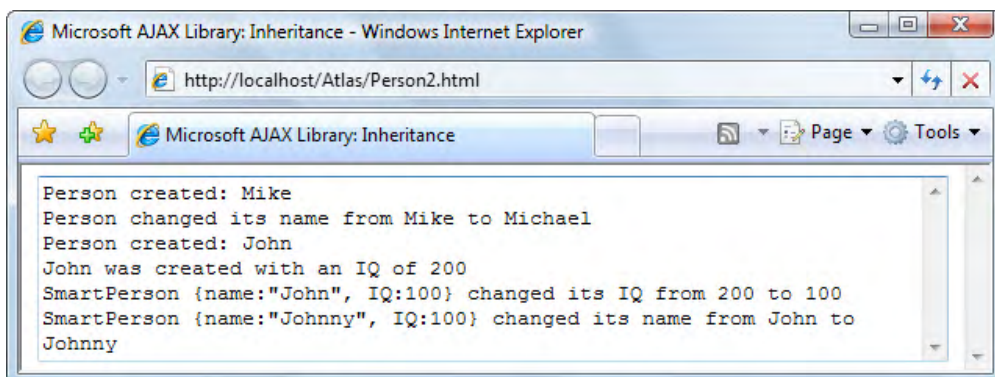 Microsoft AJAX Library: Inheritance - Windows Internet Explorer
http://localhost/Atlas/Person2.html
Microsoft AJAX Library: Inheritance
Page
Tools
Person created: Mike
Person changed its name from Mike to Michael
Person created: John
John was created with an IQ of 200
SmartPerson {name:"John", IQ:100} changed its IQ from 200 to 100
SmartPerson {name:"Johnny", IQ:100} changed its name from John to
Johnny